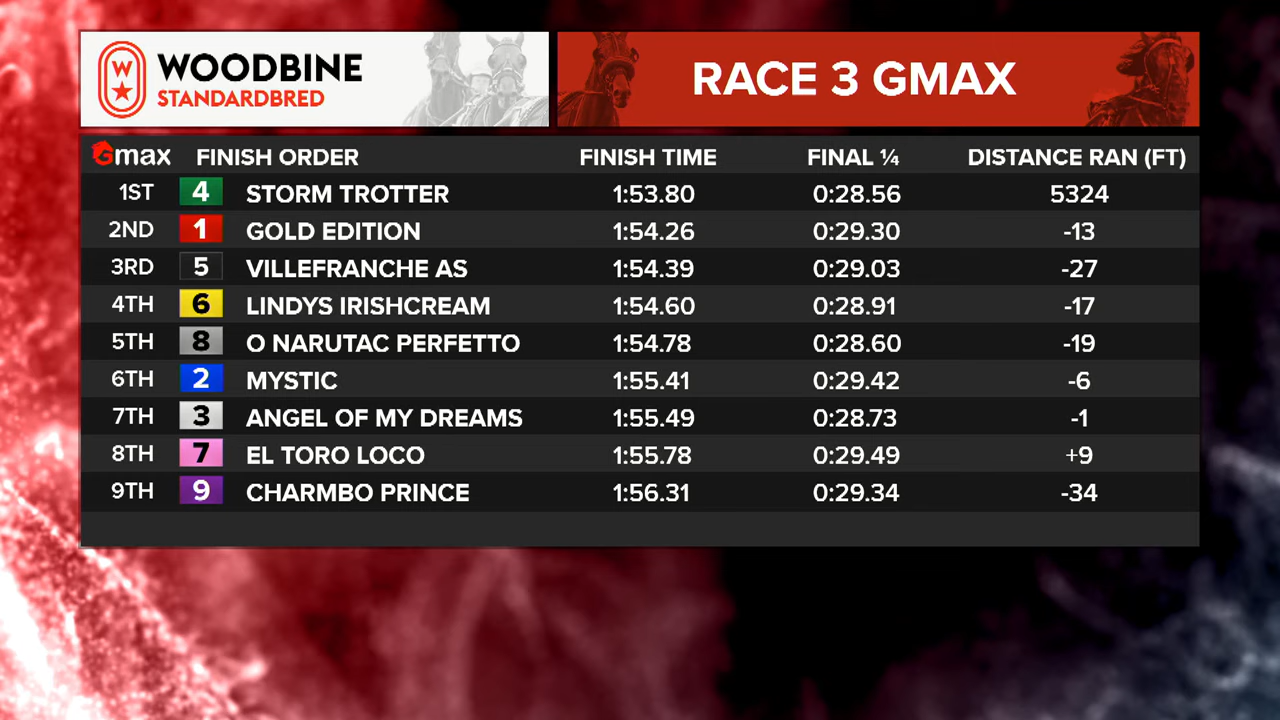 W
WOODBINE
STANDARDBRED
RACE 3 GMAX
Gmax FINISH ORDER FINISH TIME FINAL ¼ DISTANCE RAN (FT)
1ST 4 STORM TROTTER 1:53.80 0:28.56 5324
2ND 1 GOLD EDITION 1:54.26 0:29.30 -13
3RD 5 VILLEFRANCHE AS 1:54.39 0:29.03 -27
4TH 6 LINDYS IRISHCREAM 1:54.60 0:28.91 -17
5TH 8 O NARUTAC PERFETTO 1:54.78 0:28.60 -19
6TH 2 MYSTIC 1:55.41 0:29.42 -6
7TH 3 ANGEL OF MY DREAMS 1:55.49 0:28.73 -1
8TH 7 EL TORO LOCO 1:55.78 0:29.49 +9
9TH 9 CHARMBO PRINCE 1:56.31 0:29.34 -34